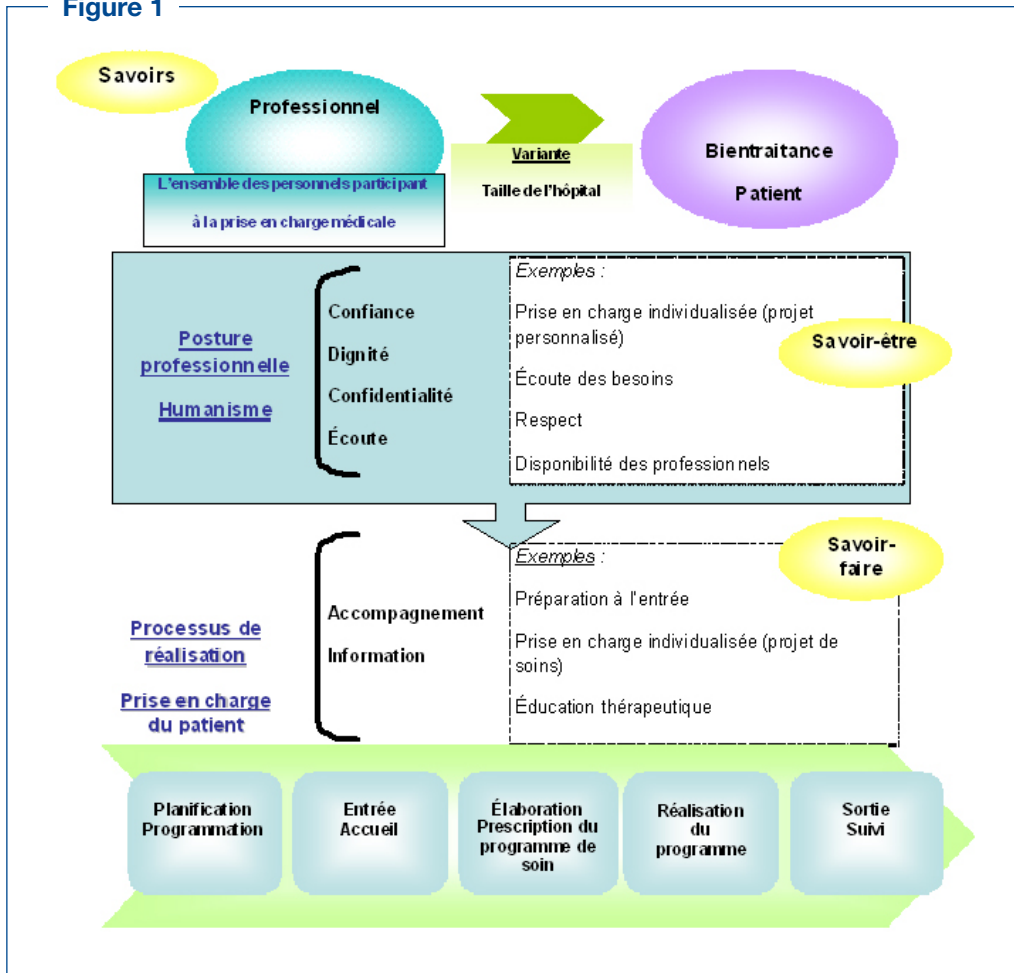 Figure 1
Savoirs
Professionnel
L'ensemble des personnels participant
à la prise en charge médicale
Variante
Taille de l'hôpital
Bientraitance
Patient
Posture
professionnelle
Humanisme
Confiance
Dignité
Confidentialité
Écoute
Exemples :
Prise en charge individualisée (projet
personnalisé)
Écoute des besoins
Respect
Disponibilité des professionnels
Savoir-être
Processus de
réalisation
Prise en charge
du patient
Accompagnement
Information
Exemples :
Préparation à l'entrée
Prise en charge individualisée (projet de
soins)
Éducation thérapeutique
Savoir-
faire
Planification
Programmation
Entrée
Accueil
Élaboration
Prescription du
programme de
soin
Réalisation
du
programme
Sortie
Suivi